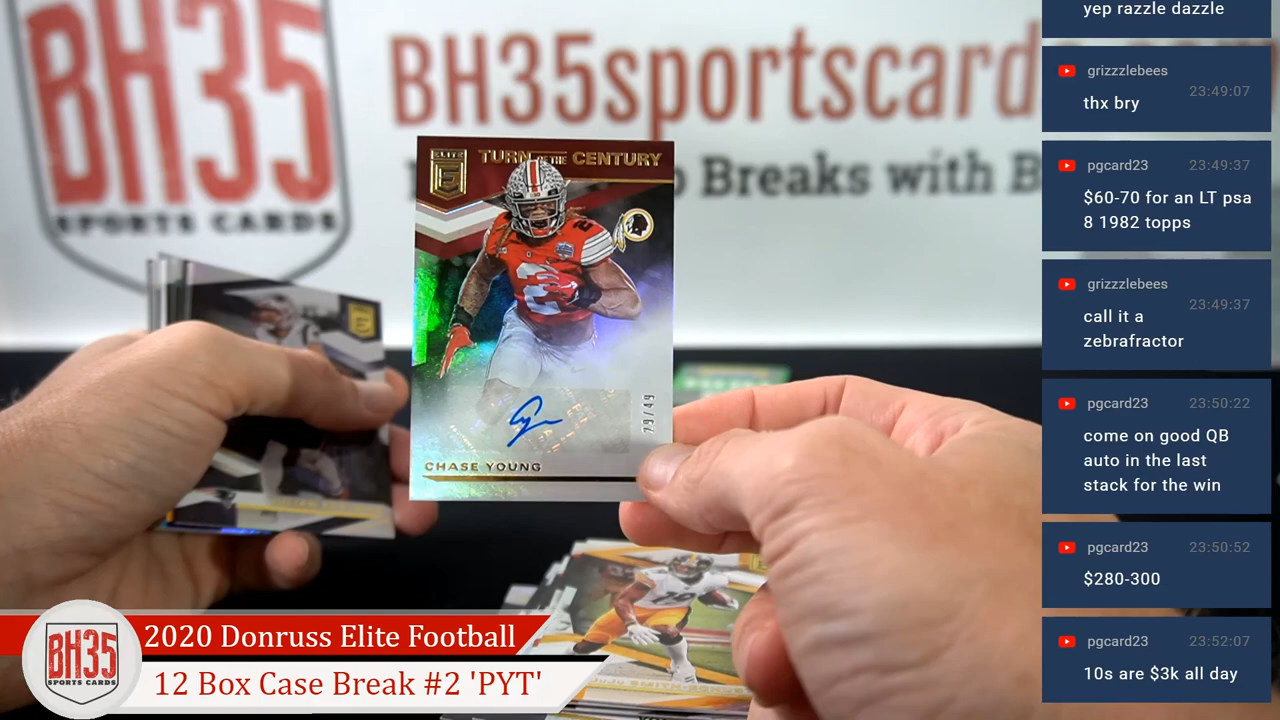 BH35
SPORTS CARDS
BH35sportscards
Breaks with B
ELITE
TURN OF THE CENTURY
2
29/49
CHASE YOUNG
BH35
SPORTS CARDS
2020 Donruss Elite Football
12 Box Case Break #2 'PYT'
yep razzle dazzle
grizzzlebees
23:49:07
thx bry
pgcard23
23:49:37
$60-70 for an LT psa
8 1982 topps
grizzzlebees
23:49:37
call it a
zebrafractor
pgcard23
23:50:22
come on good QB
auto in the last
stack for the win
pgcard23
23:50:52
$280-300
pgcard23
23:52:07
10s are $3k all day